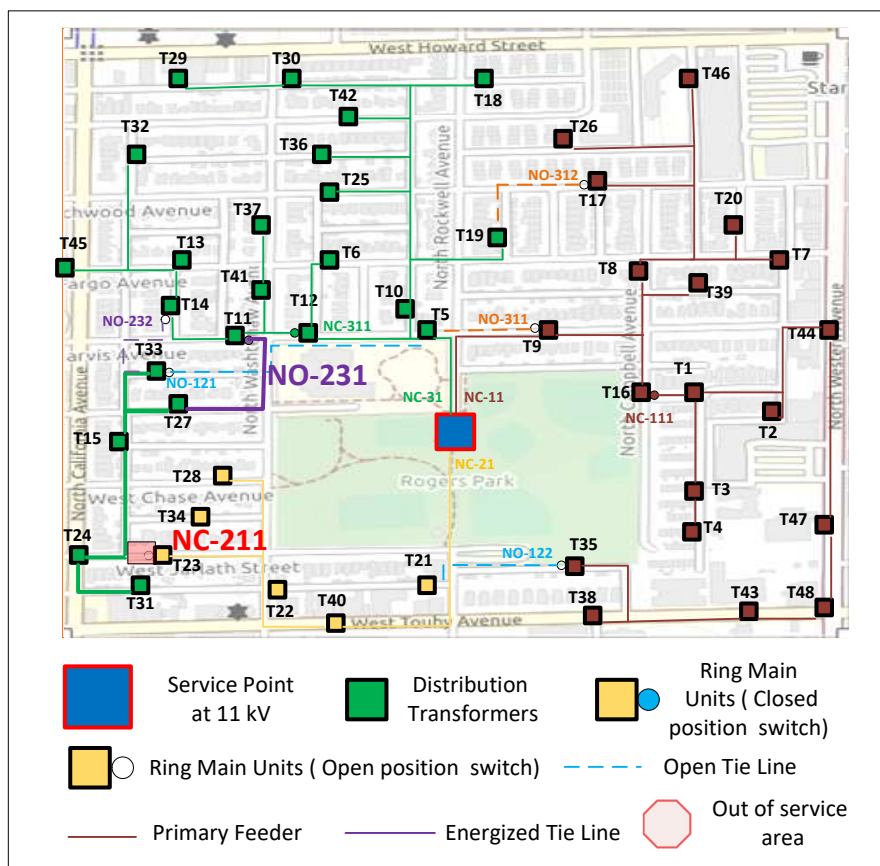 West Howard Street
T29
T30
T46
Star
T18
T42
T26
T32
T36
NO-312
T25
T17
North Rockwell Avenue
chwood Avenue
T37
T20
T19
T13
T6
T45
T8
T7
argo Avenue
T41
T39
T14
T10
T12
T5
NO-232
T11
NC-311
NO-311
T44
arvis Avenue
T9
T33
NO-231
NO-121
T1
NC-31
NC-11
T16
T27
NC-111
T2
North California Avenue
North Campbell Avenue
T15
NC-21
T28
Rogers Park
West Chase Avenue
T3
T34
NC-211
T4
T47
T24
T23
T21
NO-122
T35
T31
T22
T40
T38
T43
T48
West Touhy Avenue
Service Point
at 11 kV
Distribution
Transformers
Ring Main
Units ( Closed
position switch)
Ring Main Units ( Open position switch)
Open Tie Line
Primary Feeder
Energized Tie Line
Out of service
area